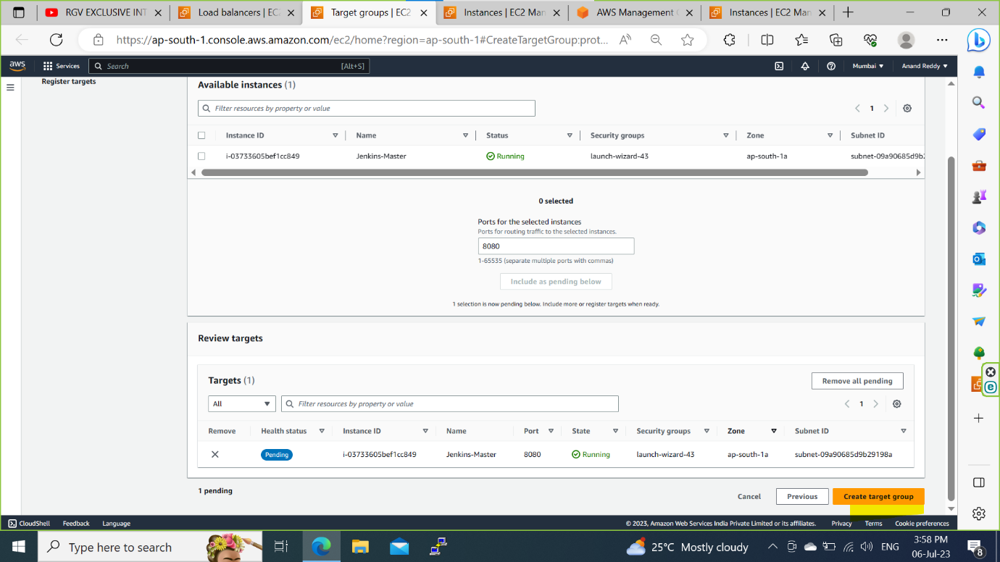 RGV EXCLUSIVE INT
Load balancers | EC
Target groups | EC2
Instances | EC2 Man
AWS Management C
Instances | EC2 Man
https://ap-south-1.console.aws.amazon.com/ec2/home?region=ap-south-1#CreateTargetGroup:prot...
aws
Services
Search
[Alt+S]
Mumbai
Anand Reddy
Register targets
Available instances (1)
Filter resources by property or value
1
Instance ID Name Status Security groups Zone Subnet ID
i-03733605bef1cc849 Jenkins-Master Running launch-wizard-43 ap-south-1a subnet-09a90685d9b2
0 selected
Ports for the selected instances
Ports for routing traffic to the selected instances.
8080
1-65535 (separate multiple ports with commas)
Include as pending below
1 selection is now pending below. Include more or register targets when ready.
Review targets
Targets (1)
Remove all pending
All
Filter resources by property or value
1
Remove Health status Instance ID Name Port State Security groups Zone Subnet ID
Pending i-03733605bef1cc849 Jenkins-Master 8080 Running launch-wizard-43 ap-south-1a subnet-09a90685d9b29198a
1 pending
Cancel
Previous
Create target group
CloudShell
Feedback
Language
© 2023, Amazon Web Services India Private Limited or its affiliates.
Privacy
Terms
Cookie preferences
Type here to search
25°C Mostly cloudy
ENG
3:58 PM
06-Jul-23
8